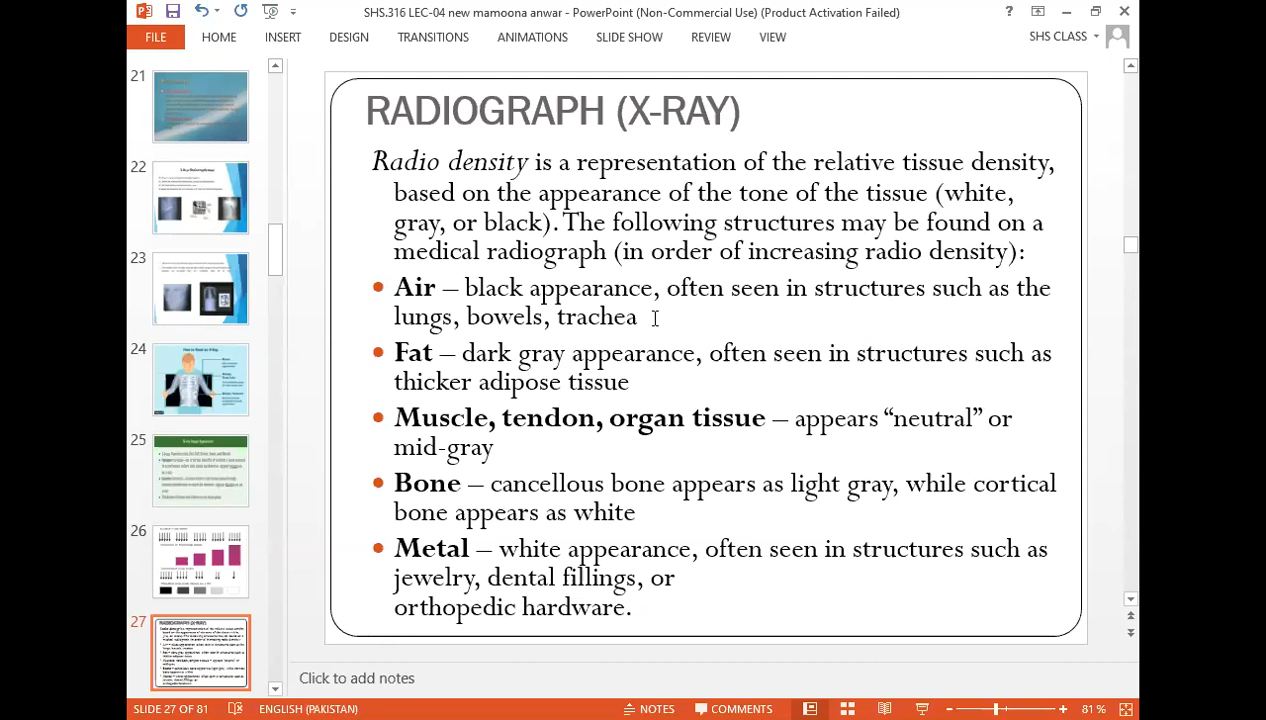 SHS.316 LEC-04 new mamoona anwar - PowerPoint (Non-Commercial Use) (Product Activation Failed)
FILE HOME INSERT DESIGN TRANSITIONS ANIMATIONS SLIDE SHOW REVIEW VIEW SHS CLASS
21
22
23
24
25
26
27
RADIOGRAPH (X-RAY)
Radio density is a representation of the relative tissue density,
based on the appearance of the tone of the tissue (white,
gray, or black). The following structures may be found on a
medical radiograph (in order of increasing radio density):
Air – black appearance, often seen in structures such as the
lungs, bowels, trachea
Fat – dark gray appearance, often seen in structures such as
thicker adipose tissue
Muscle, tendon, organ tissue – appears “neutral” or
mid-gray
Bone – cancellous bone appears as light gray, while cortical
bone appears as white
Metal – white appearance, often seen in structures such as
jewelry, dental fillings, or
orthopedic hardware.
Click to add notes
SLIDE 27 OF 81 ENGLISH (PAKISTAN) NOTES COMMENTS 81 %